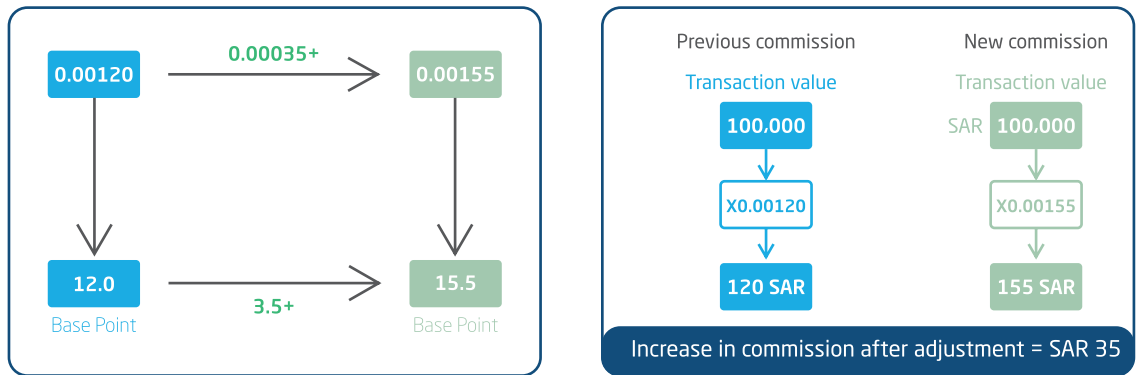 0.00035+
0.00120
0.00155
12.0
15.5
3.5+
Base Point
Base Point
Previous commission
New commission
Transaction value
Transaction value
100،000
SAR 100،000
X0.00120
X0.00155
120 SAR
155 SAR
Increase in commission after adjustment = SAR 35